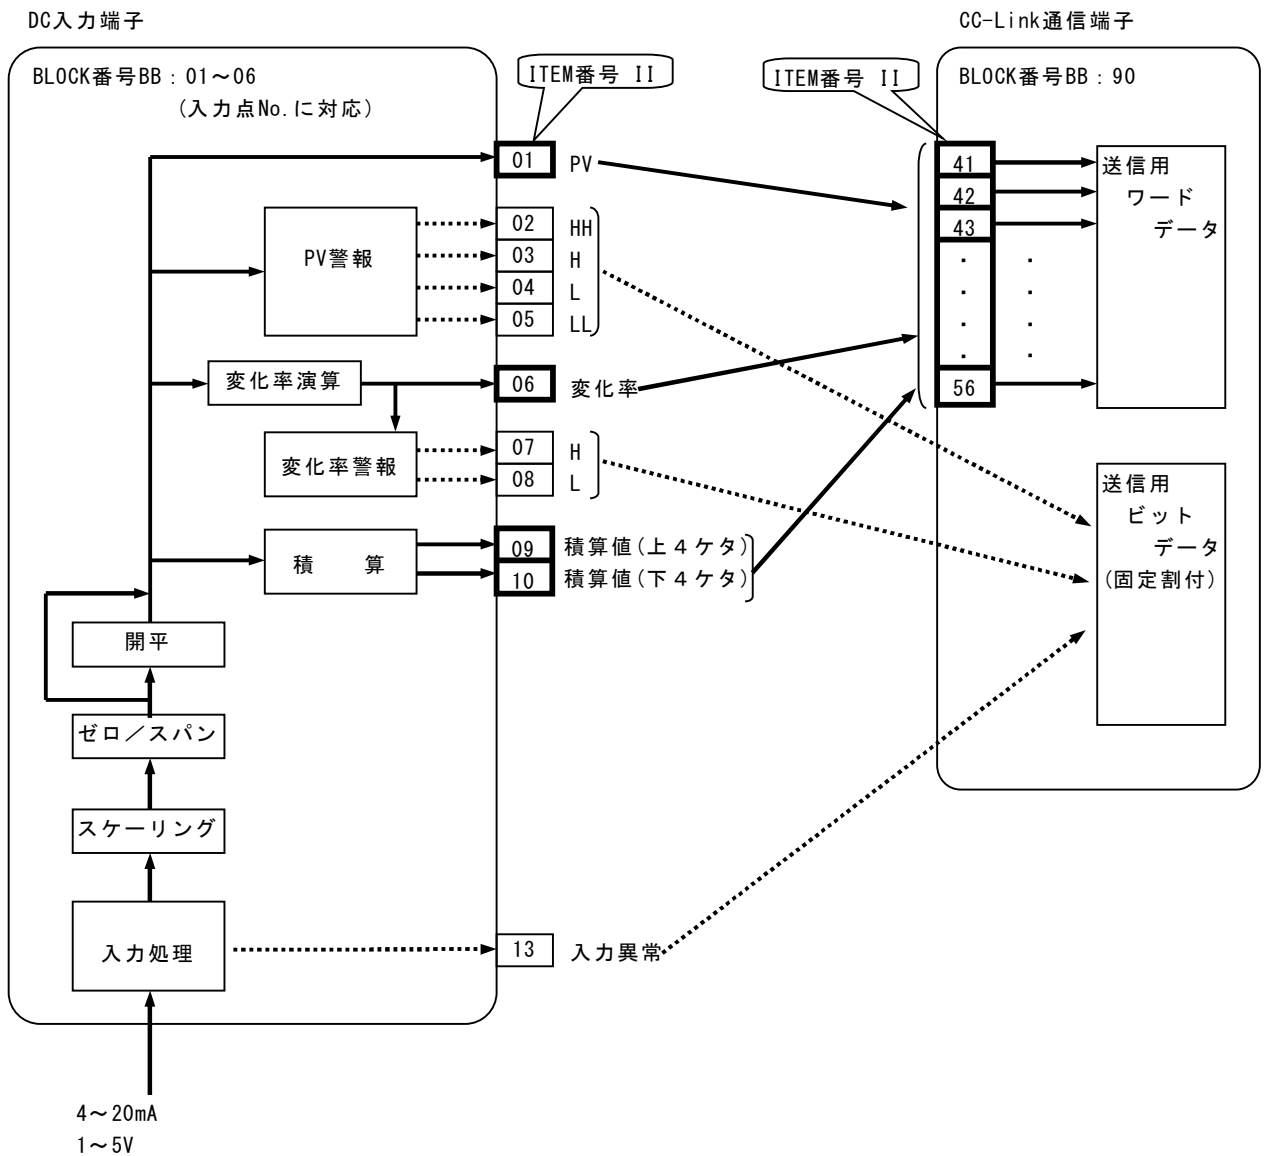 DC入力端子
CC-Link通信端子
BLOCK番号BB：01～06
(入力点No.に対応)
ITEM番号 II
ITEM番号 II
BLOCK番号BB：90
01 PV
PV警報
02 HH
03 H
04 L
05 LL
変化率演算
06 変化率
変化率警報
07 H
08 L
積　算
09 積算値(上４ケタ)
10 積算値(下４ケタ)
開平
ゼロ／スパン
スケーリング
入力処理
13 入力異常
4～20mA
1～5V
41
42
43
・ ・
・ ・
・ ・
・ ・
56
送信用
ワード
データ
送信用
ビット
データ
(固定割付)